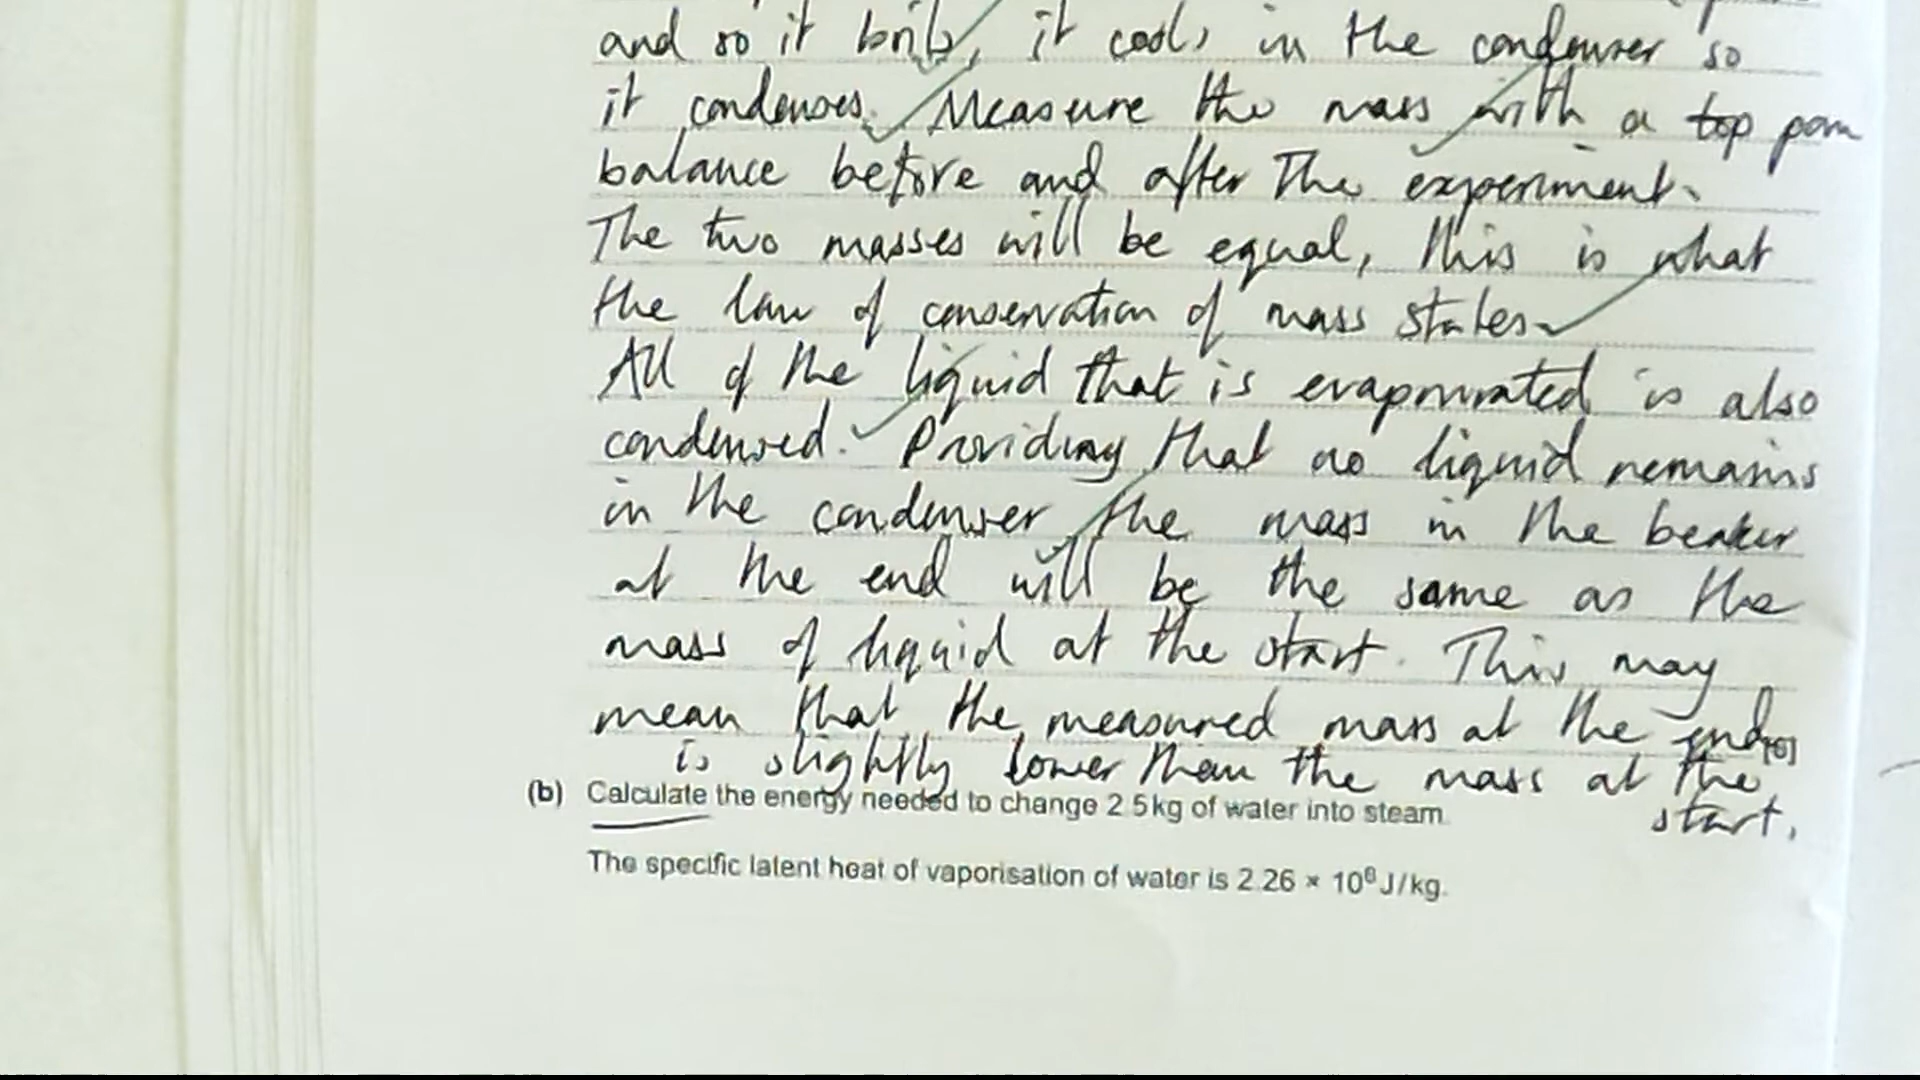 and so it boils, it cools in the condenser so
it condenses. Measure the mass with a top pan
balance before and after the experiment.
The two masses will be equal, this is what
the law of conservation of mass states.
All of the liquid that is evaporated is also
condensed. Providing that no liquid remains
in the condenser the mass in the beaker
at the end will be the same as the
mass of liquid at the start. This may
mean that the measured mass at the end
[6]
is slightly lower than the mass at the
start.
(b) Calculate the energy needed to change 2.5 kg of water into steam.
The specific latent heat of vaporisation of water is 2.26 × 10⁶ J/kg.